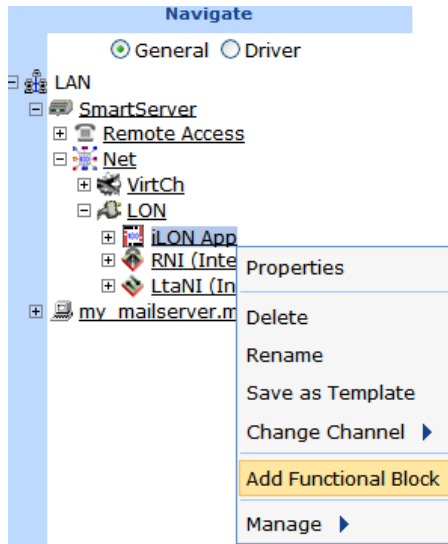 Navigate
General Driver
LAN
SmartServer
Remote Access
Net
VirtCh
LON
iLON App
RNI (Inte
LtaNI (In
my_mailserver.m
Properties
Delete
Rename
Save as Template
Change Channel
Add Functional Block
Manage